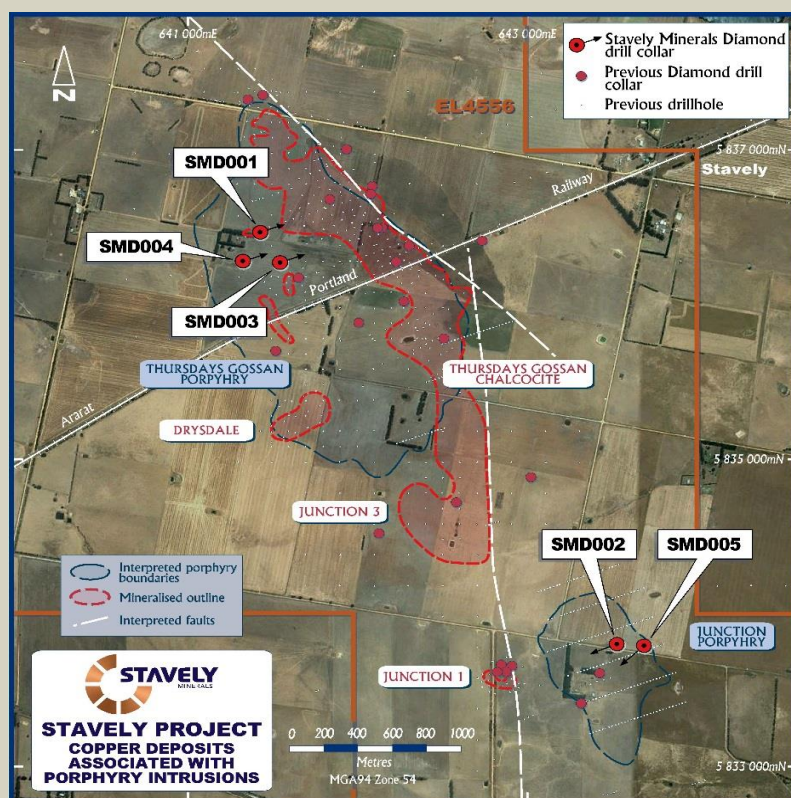 641 000mE
643 000mE
N
Stavely Minerals Diamond
drill collar
Previous Diamond drill
collar
Previous drillhole
EL4556
5 837 000mN
Stavely
Railway
SMD001
SMD004
SMD003
Portland
THURSDAYS GOSSAN
PORPYHRY
THURSDAYS GOSSAN
CHALCOCITE
Ararat
DRYSDALE
5 835 000mN
JUNCTION 3
SMD002
SMD005
Interpreted porphyry
boundaries
Mineralised outline
Interpreted faults
JUNCTION
PORPYHRY
JUNCTION 1
STAVELY
MINERALS
STAVELY PROJECT
COPPER DEPOSITS
ASSOCIATED WITH
PORPHYRY INTRUSIONS
0 200 400 600 800 1000
Metres
MGA94 Zone 54
5 833 000mN